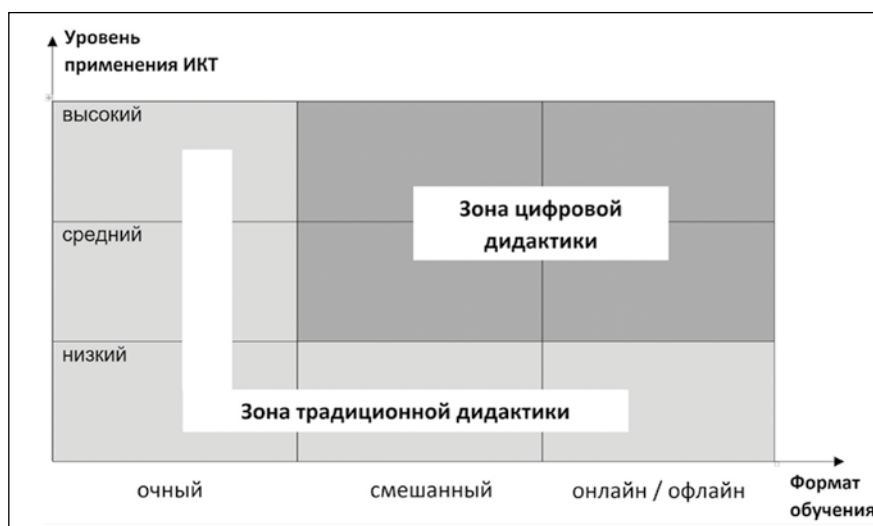 Уровень
применения ИКТ
высокий
Зона цифровой
дидактики
средний
низкий
Зона традиционной дидактики
очный
смешанный
онлайн / офлайн
Формат
обучения